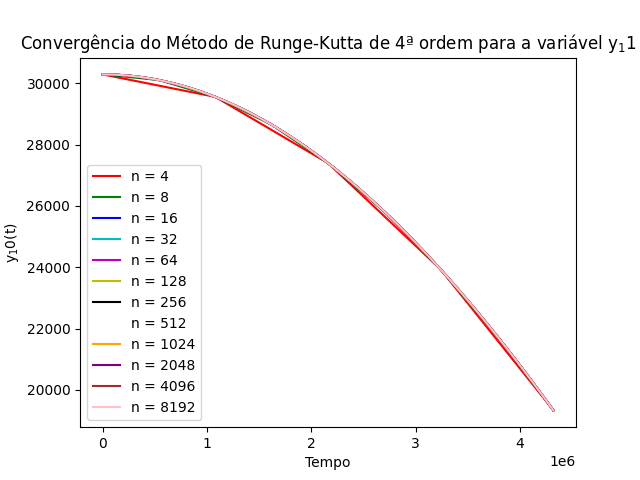 Convergência do Método de Runge-Kutta de 4ª ordem para a variável y₁1
30000
28000
26000
24000
22000
20000
y₁0(t)
n = 4
n = 8
n = 16
n = 32
n = 64
n = 128
n = 256
n = 512
n = 1024
n = 2048
n = 4096
n = 8192
0 1 2 3 4
1e6
Tempo